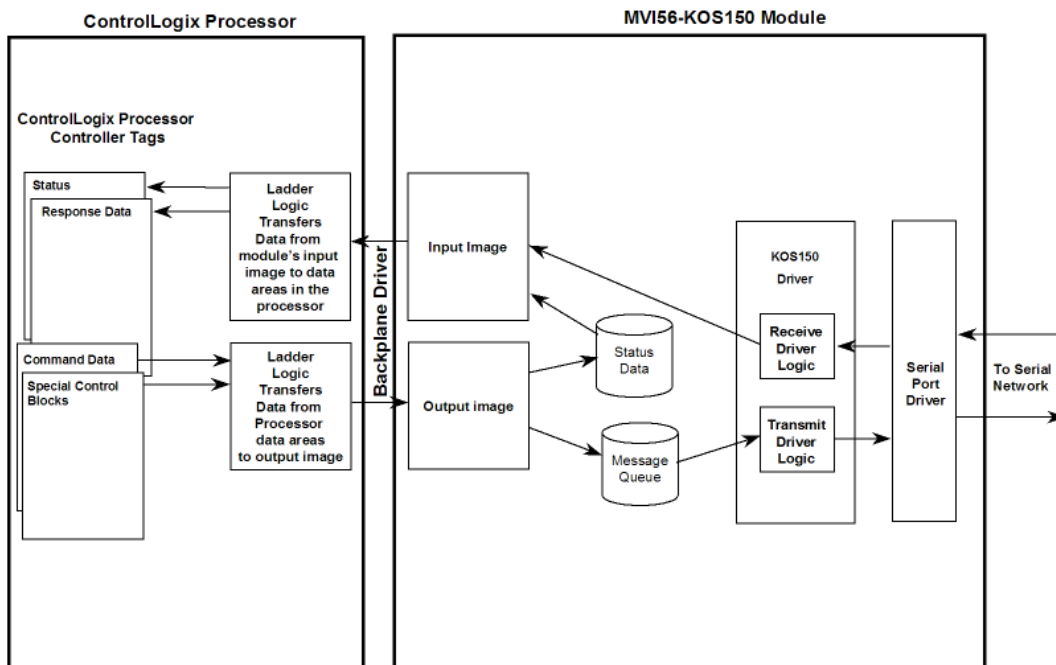 ControlLogix Processor
MVI56-KOS150 Module
ControlLogix Processor
Controller Tags
Status
Response Data
Ladder
Logic
Transfers
Data from
module's input
image to data
areas in the
processor
Command Data
Special Control
Blocks
Ladder
Logic
Transfers
Data from
Processor
data areas
to output image
Backplane Driver
Input Image
Output image
Status
Data
Message
Queue
KOS150
Driver
Receive
Driver
Logic
Transmit
Driver
Logic
Serial
Port
Driver
To Serial
Network